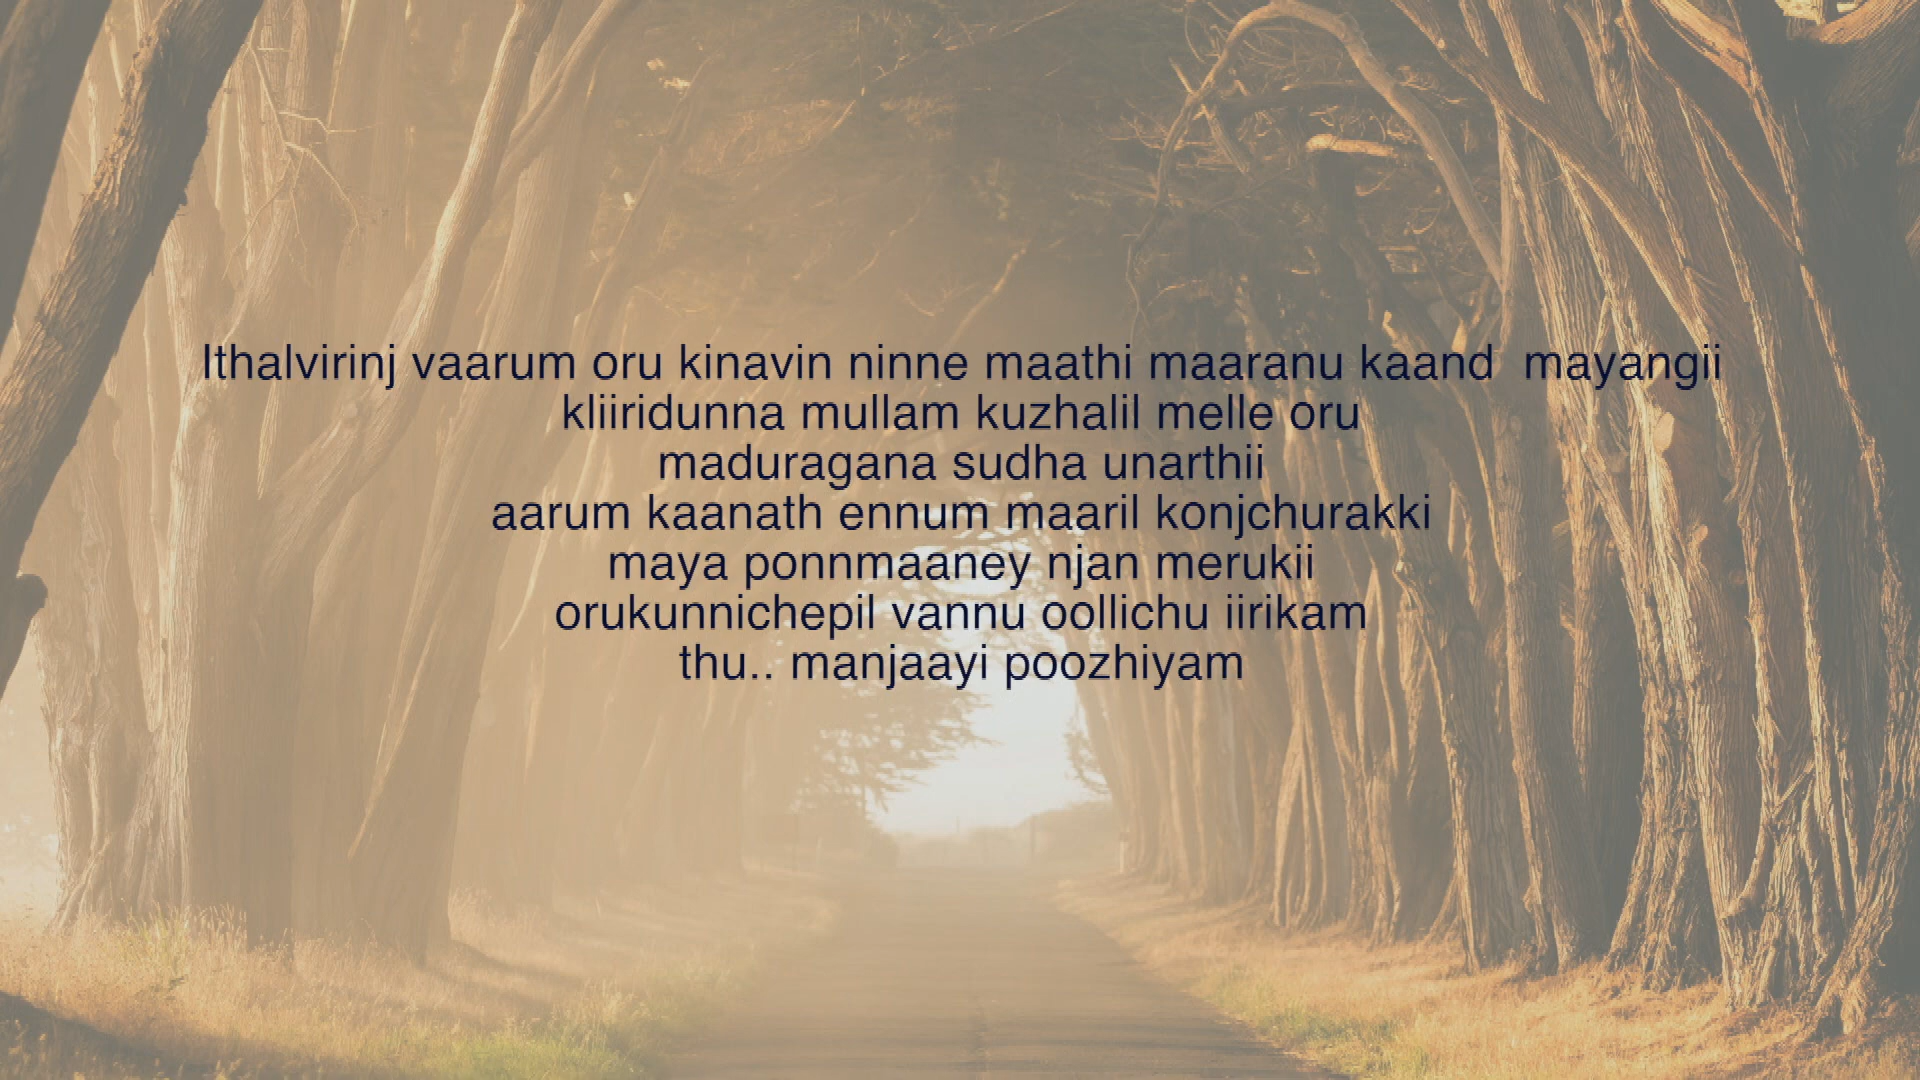 Ithalvirinj vaarum oru kinavin ninne maathi maaranu kaand  mayangii
kliiridunna mullam kuzhalil melle oru
maduragana sudha unarthii
aarum kaanath ennum maaril konjchurakki
maya ponnmaaney njan merukii
orukunnichepil vannu oollichu iirikam
thu.. manjaayi poozhiyam